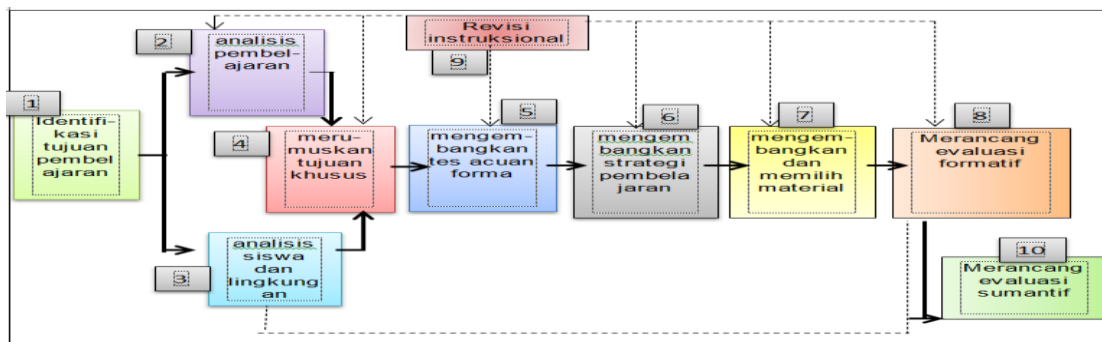 1
Identifi-
kasi
tujuan
pembel
ajaran
2
analisis
pembel-
ajaran
3
analisis
siswa
dan
lingkung
an
4
meru-
muskan
tujuan
khusus
5
mengem-
bangkan
tes acuan
forma
6
mengem
bangkan
strategi
pembela
jaran
7
mengem-
bangkan
dan
memilih
material
8
Merancang
evaluasi
formatif
Revisi
instruksional
9
10
Merancang
evaluasi
sumantif